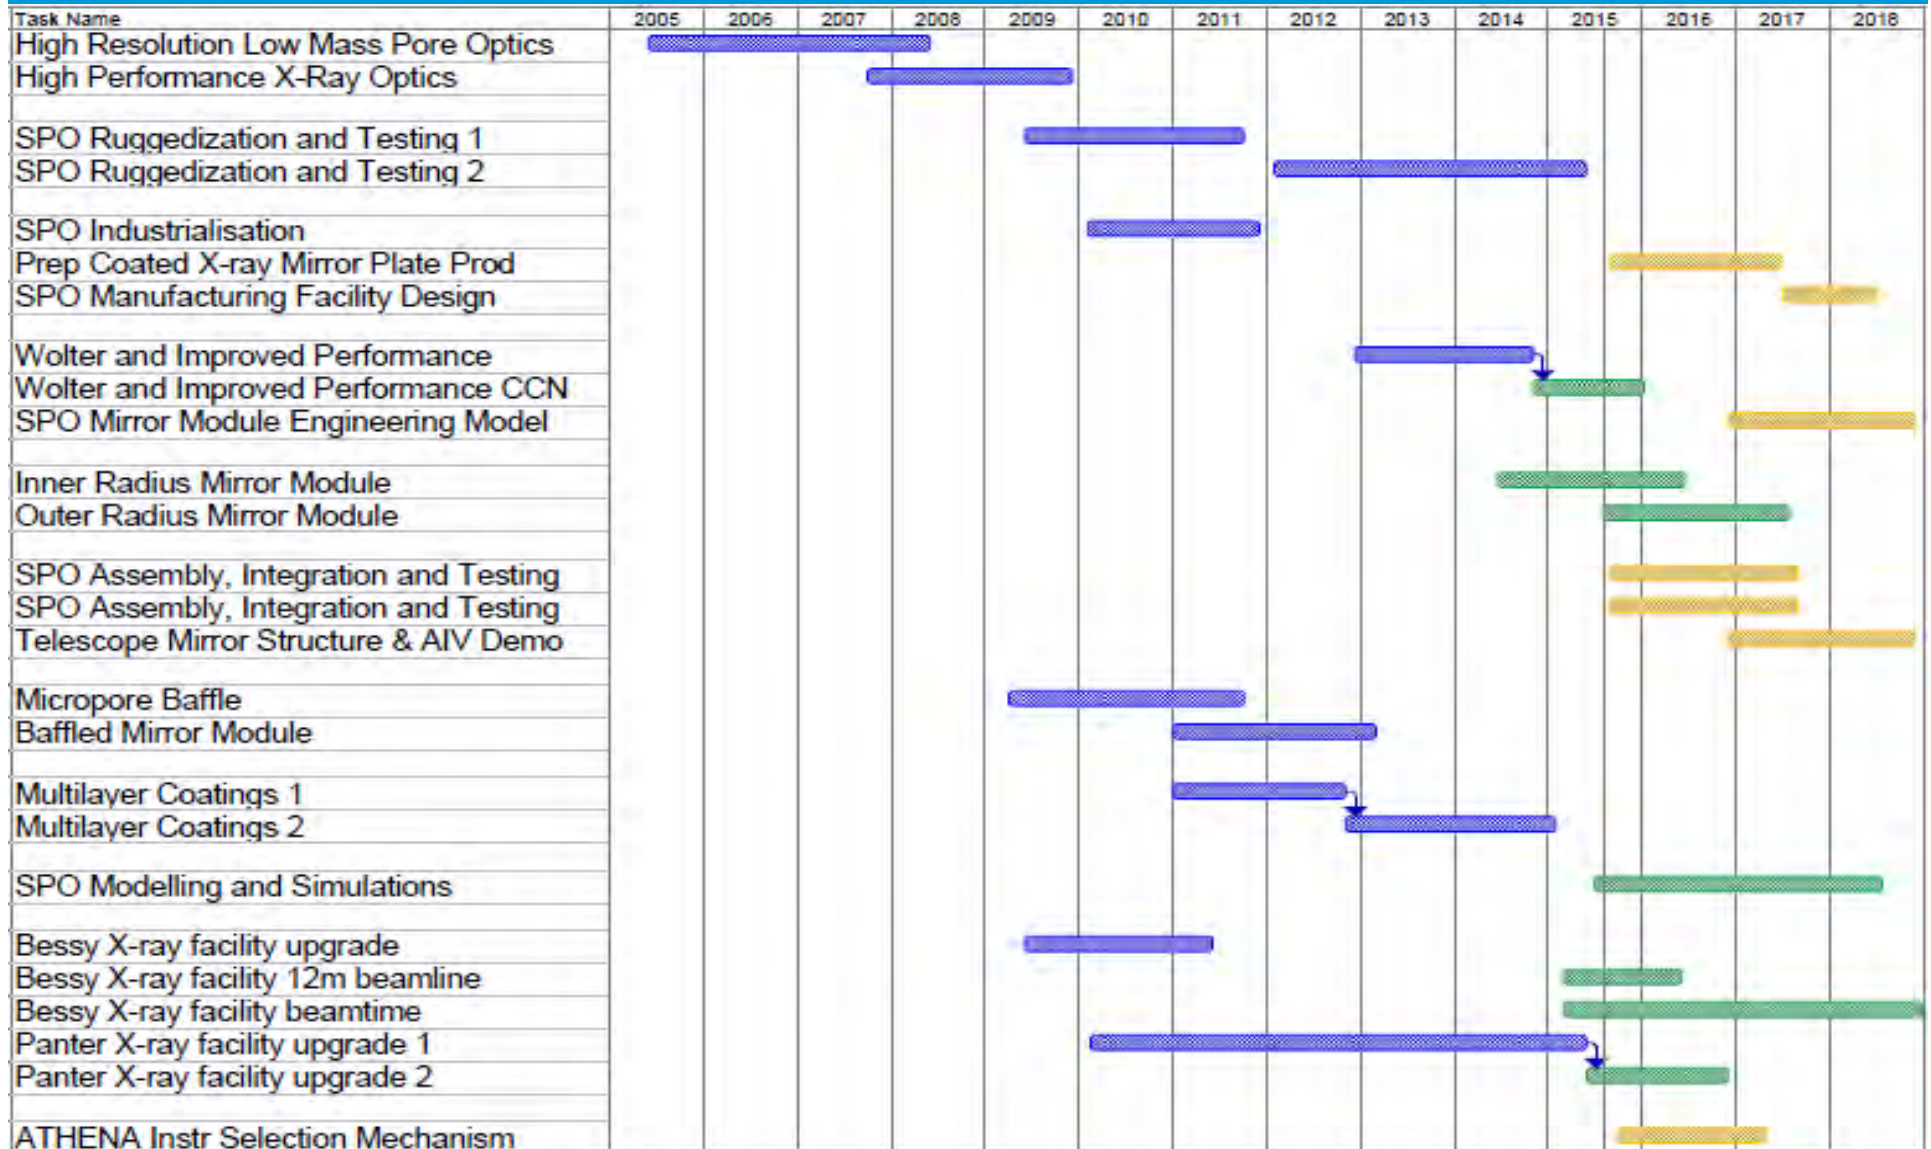 Task Name 2005 2006 2007 2008 2009 2010 2011 2012 2013 2014 2015 2016 2017 2018
High Resolution Low Mass Pore Optics
High Performance X-Ray Optics
SPO Ruggedization and Testing 1
SPO Ruggedization and Testing 2
SPO Industrialisation
Prep Coated X-ray Mirror Plate Prod
SPO Manufacturing Facility Design
Wolter and Improved Performance
Wolter and Improved Performance CCN
SPO Mirror Module Engineering Model
Inner Radius Mirror Module
Outer Radius Mirror Module
SPO Assembly, Integration and Testing
SPO Assembly, Integration and Testing
Telescope Mirror Structure & AIV Demo
Micropore Baffle
Baffled Mirror Module
Multilayer Coatings 1
Multilayer Coatings 2
SPO Modelling and Simulations
Bessy X-ray facility upgrade
Bessy X-ray facility 12m beamline
Bessy X-ray facility beamtime
Panter X-ray facility upgrade 1
Panter X-ray facility upgrade 2
ATHENA Instr Selection Mechanism